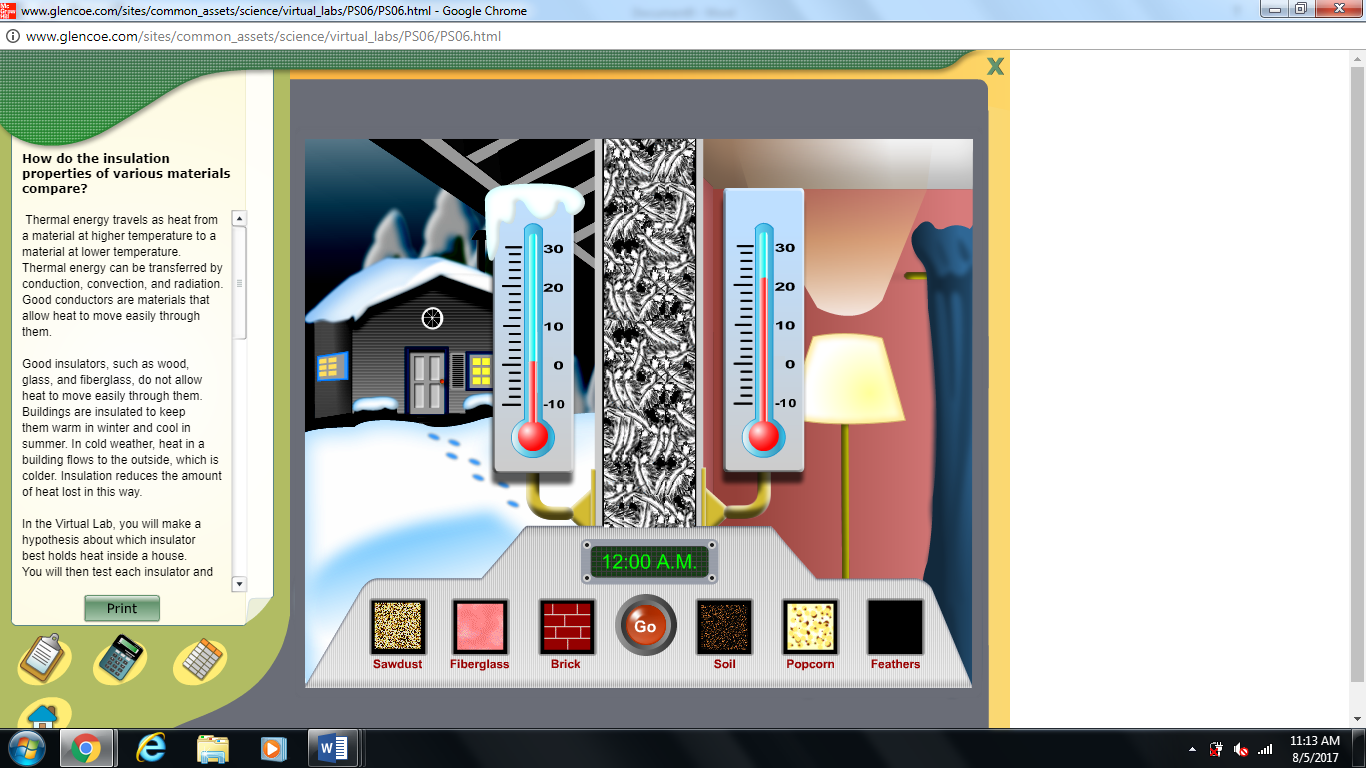 www.glencoe.com/sites/common_assets/science/virtual_labs/PS06/PS06.html - Google Chrome
www.glencoe.com/sites/common_assets/science/virtual_labs/PS06/PS06.html
X
How do the insulation
properties of various materials
compare?
Thermal energy travels as heat from
a material at higher temperature to a
material at lower temperature.
Thermal energy can be transferred by
conduction, convection, and radiation.
Good conductors are materials that
allow heat to move easily through
them.
Good insulators, such as wood,
glass, and fiberglass, do not allow
heat to move easily through them.
Buildings are insulated to keep
them warm in winter and cool in
summer. In cold weather, heat in a
building flows to the outside, which is
colder. Insulation reduces the amount
of heat lost in this way.
In the Virtual Lab, you will make a
hypothesis about which insulator
best holds heat inside a house.
You will then test each insulator and
Print
30
20
10
0
-10
30
20
10
0
-10
12:00 A.M.
Go
Sawdust
Fiberglass
Brick
Soil
Popcorn
Feathers
11:13 AM
8/5/2017